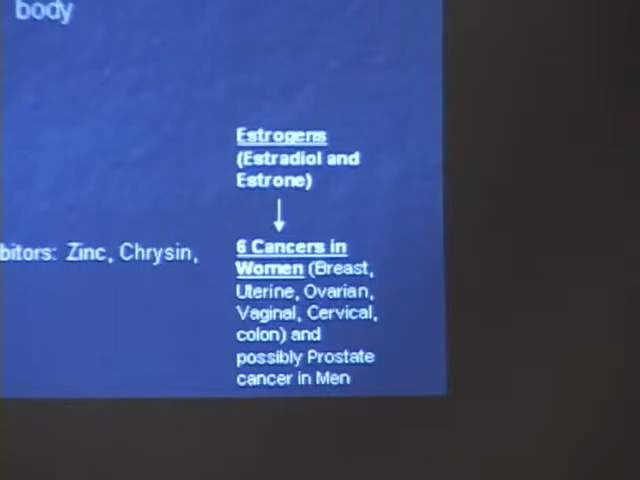 body
Estrogens
(Estradiol and
Estrone)
bitors: Zinc, Chrysin,
6 Cancers in
Women (Breast,
Uterine, Ovarian,
Vaginal, Cervical,
colon) and
possibly Prostate
cancer in Men